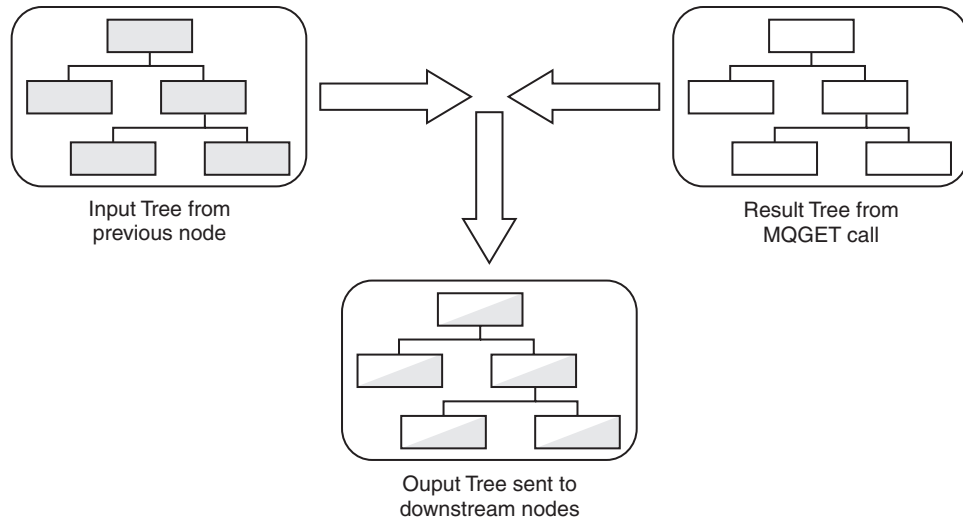 Input Tree from
previous node
Result Tree from
MQGET call
Ouput Tree sent to
downstream nodes